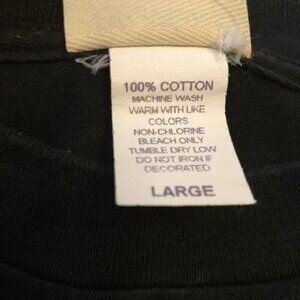 100% COTTON
MACHINE WASH
WARM WITH LIKE
COLORS
NON-CHLORINE
BLEACH ONLY
TUMBLE DRY LOW
DO NOT IRON IF
DECORATED
LARGE